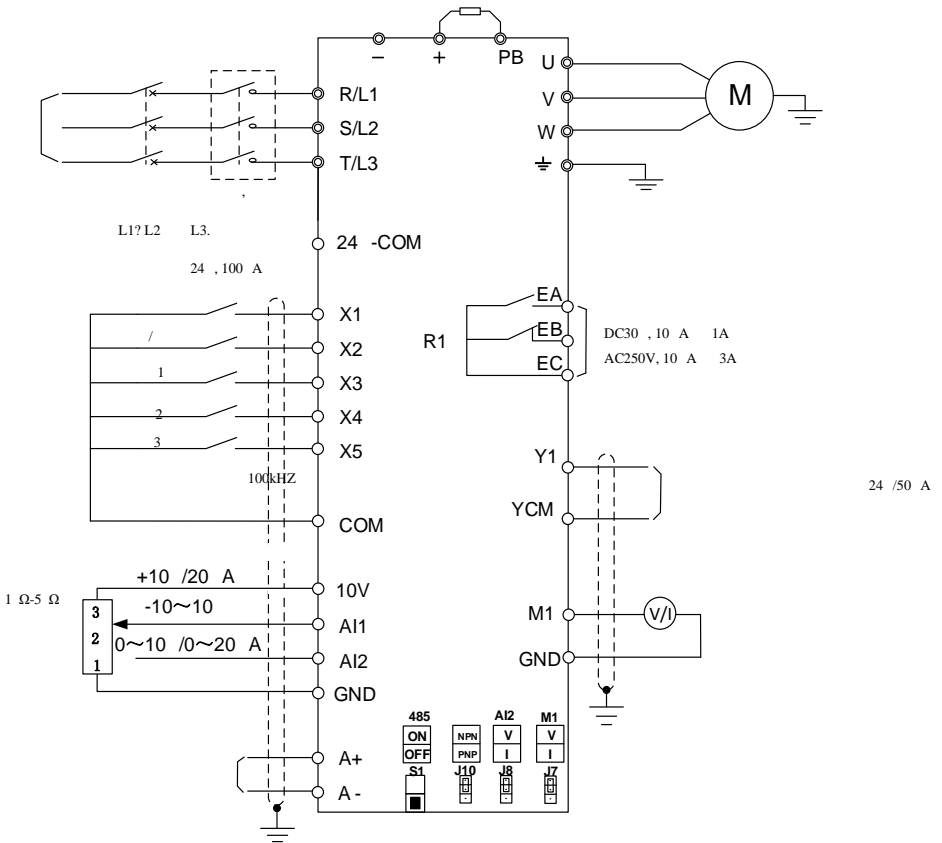 − + PB
U
V
W
M
R/L1
S/L2
T/L3
,
L1? L2 L3.
24 -COM
24 , 100 A
X1
/
X2
1
X3
2
X4
3
X5
100kHZ
COM
R1
EA
EB
EC
DC30 , 10 A 1A
AC250V, 10 A 3A
Y1
YCM
24 /50 A
+10 /20 A
10V
1 Ω-5 Ω
3
2
1
-10～10
AI1
0～10 /0～20 A
AI2
GND
M1
V/I
GND
A+
A -
485
ON
OFF
S1
NPN
PNP
J10
AI2
V
I
J8
M1
V
I
J7